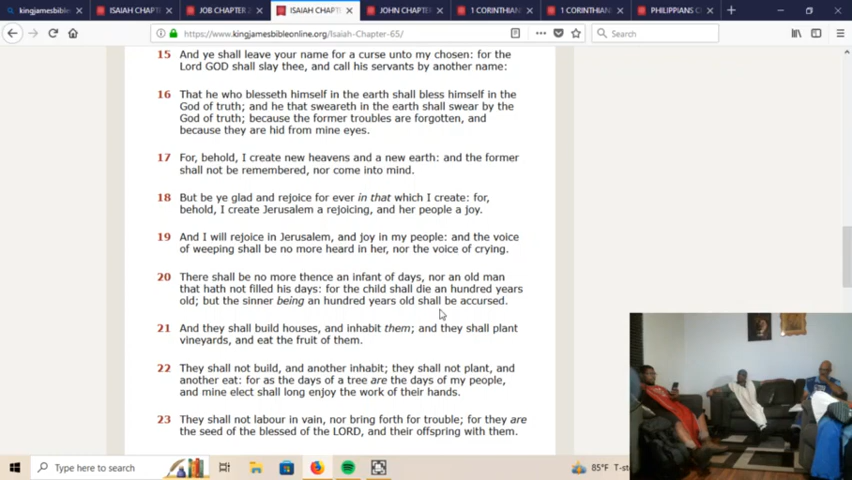 kingjamesbible
ISAIAH CHAPT
JOB CHAPTER
ISAIAH CHAPT
JOHN CHAPTE
1 CORINTHIAN
1 CORINTHIAN
PHILIPPIANS C
https://www.kingjamesbibleonline.org/Isaiah-Chapter-65/
Search
15 And ye shall leave your name for a curse unto my chosen: for the
Lord GOD shall slay thee, and call his servants by another name:
16 That he who blesseth himself in the earth shall bless himself in the
God of truth; and he that sweareth in the earth shall swear by the
God of truth; because the former troubles are forgotten, and
because they are hid from mine eyes.
17 For, behold, I create new heavens and a new earth: and the former
shall not be remembered, nor come into mind.
18 But be ye glad and rejoice for ever in that which I create: for,
behold, I create Jerusalem a rejoicing, and her people a joy.
19 And I will rejoice in Jerusalem, and joy in my people: and the voice
of weeping shall be no more heard in her, nor the voice of crying.
20 There shall be no more thence an infant of days, nor an old man
that hath not filled his days: for the child shall die an hundred years
old; but the sinner being an hundred years old shall be accursed.
21 And they shall build houses, and inhabit them; and they shall plant
vineyards, and eat the fruit of them.
22 They shall not build, and another inhabit; they shall not plant, and
another eat: for as the days of a tree are the days of my people,
and mine elect shall long enjoy the work of their hands.
23 They shall not labour in vain, nor bring forth for trouble; for they are
the seed of the blessed of the LORD, and their offspring with them.
Type here to search
85°F T-s